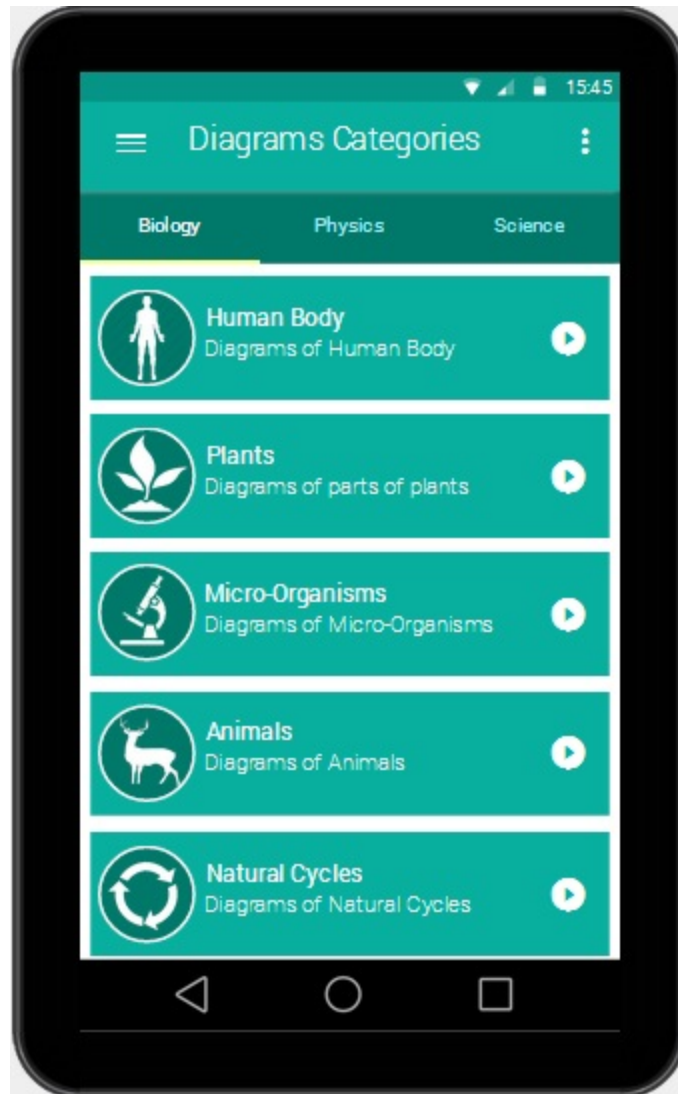 15:45
Diagrams Categories
Biology Physics Science
Human Body
Diagrams of Human Body
Plants
Diagrams of parts of plants
Micro-Organisms
Diagrams of Micro-Organisms
Animals
Diagrams of Animals
Natural Cycles
Diagrams of Natural Cycles